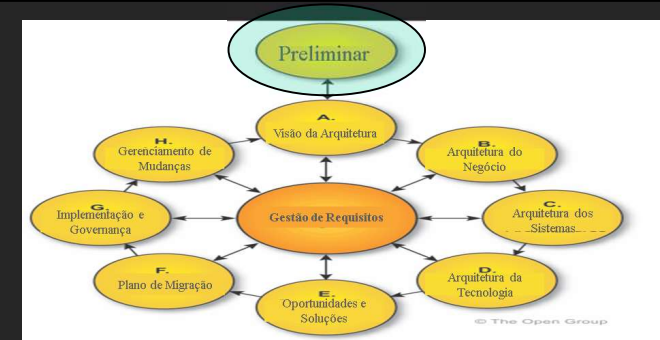 Preliminar
A.
Visão da Arquitetura
H.
Gerenciamento de
Mudanças
B.
Arquitetura do
Negócio
G.
Implementação e
Governança
Gestão de Requisitos
C.
Arquitetura dos
Sistemas
F.
Plano de Migração
D.
Arquitetura da
Tecnologia
E.
Oportunidades e
Soluções
© The Open Group